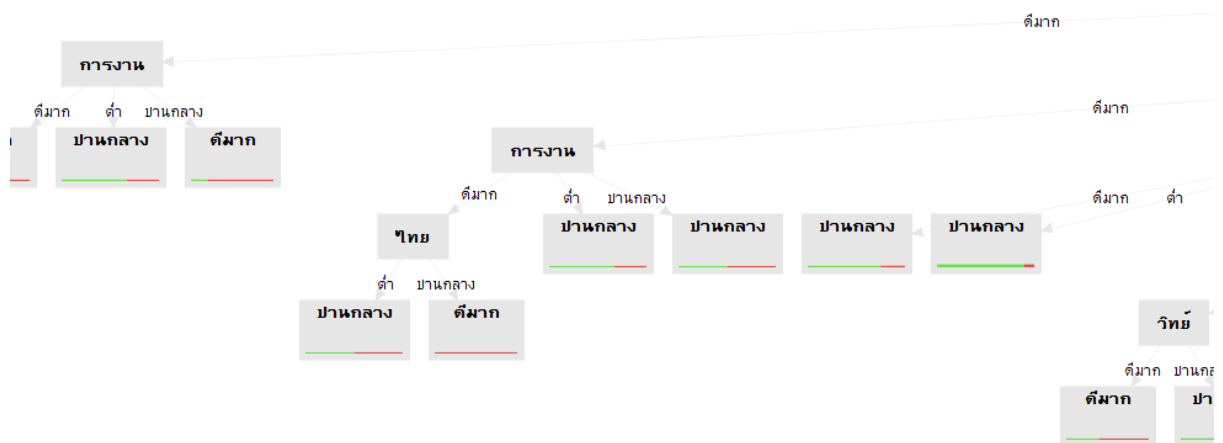 ดีมาก
การงาน
ดีมาก
ต่ำ
ปานกลาง
ดีมาก
ปานกลาง
ดีมาก
การงาน
ดีมาก
ต่ำ
ปานกลาง
ดีมาก
ต่ำ
ไทย
ปานกลาง
ปานกลาง
ปานกลาง
ปานกลาง
ต่ำ
ปานกลาง
ปานกลาง
ดีมาก
วิทย์
ดีมาก
ดีมาก